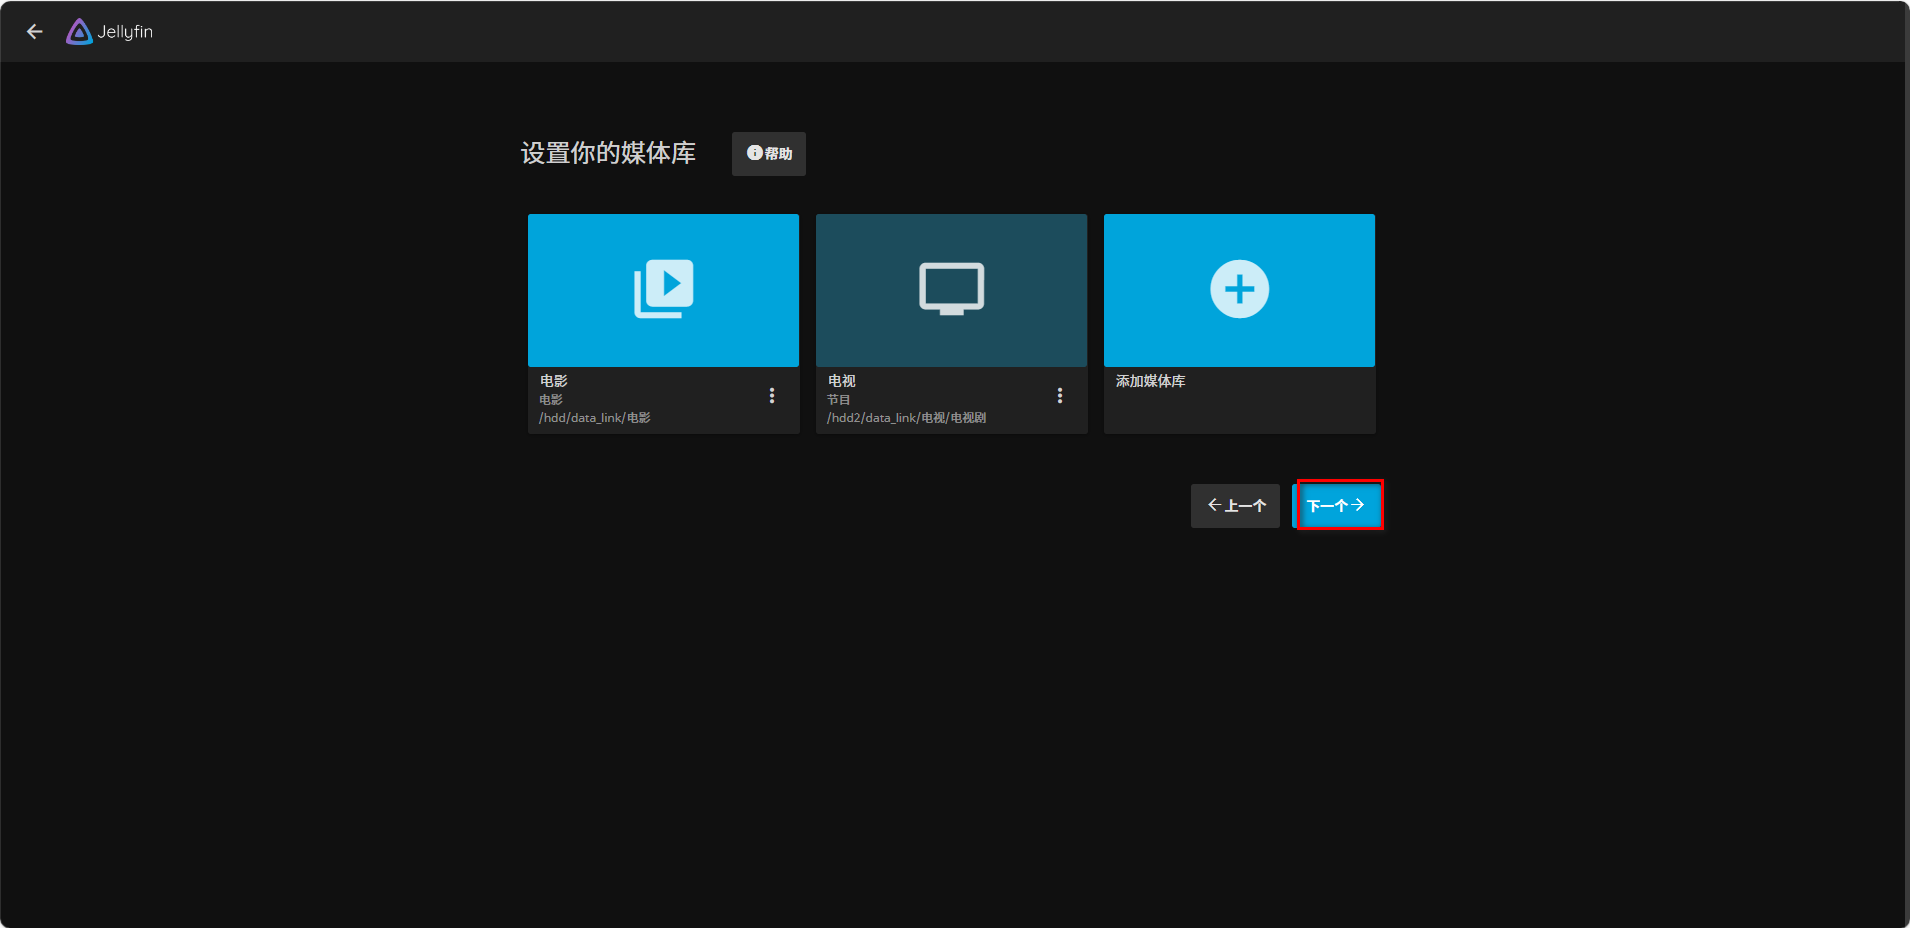 Jellyfin
设置你的媒体库
帮助
电影
电影
/hdd/data_link/电影
电视
节目
/hdd2/data_link/电视/电视剧
添加媒体库
上一个
下一个